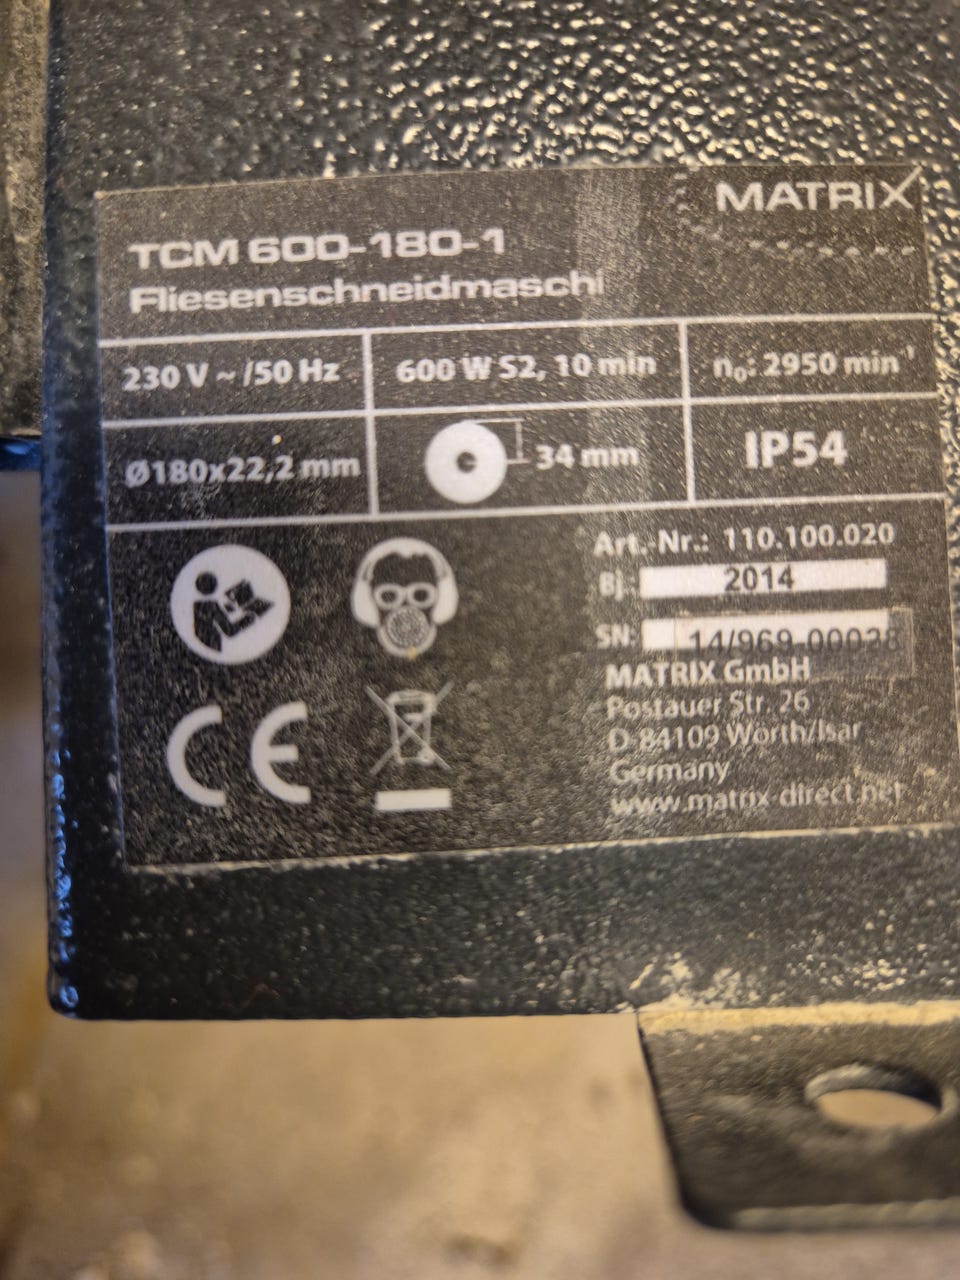 MATRIX
TCM 600-180-1
Fliesenschneidmaschi
230 V ~ /50 Hz
600 W S2, 10 min
n₀: 2950 min⁻¹
Ø180x22,2 mm
34 mm
IP54
Art.-Nr.: 110.100.020
Bj.: 2014
SN: 14/969-00028
MATRIX GmbH
Postauer Str. 26
D-84109 Wörth/Isar
Germany
www.matrix-direct.net
CE